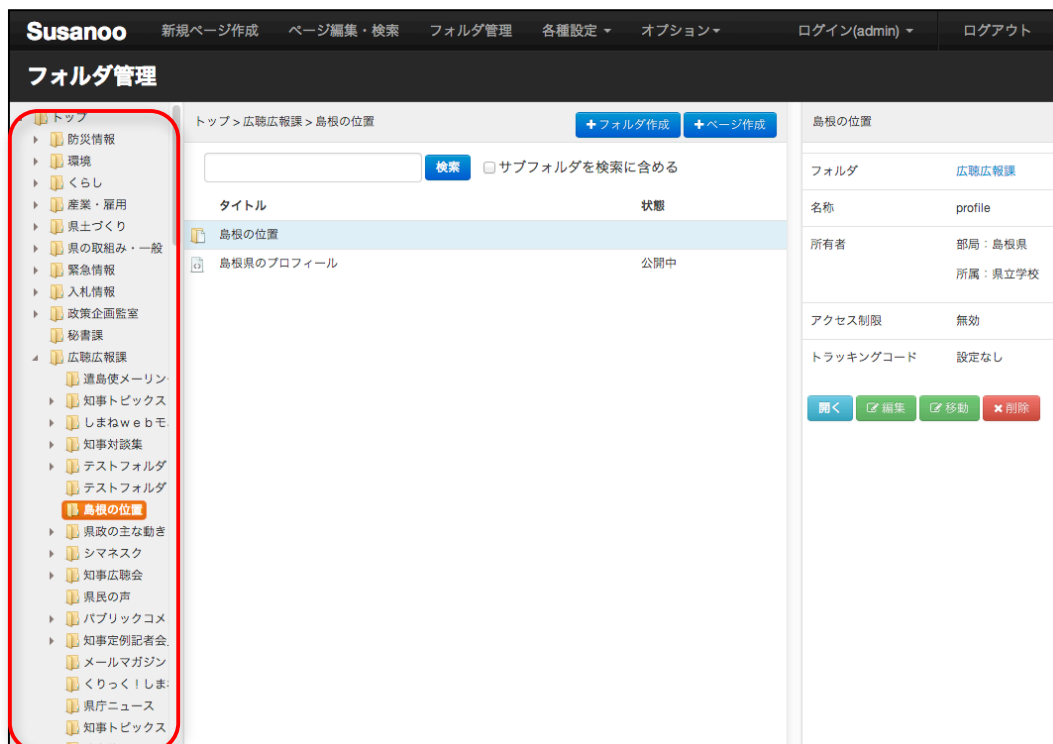 Susanoo 新規ページ作成 ページ編集・検索 フォルダ管理 各種設定 オプション ログイン(admin) ログアウト
フォルダ管理
トップ
防災情報
環境
くらし
産業・雇用
県土づくり
県の取組み・一般
緊急情報
入札情報
政策企画監室
秘書課
広聴広報課
遣島使メーリン
知事トピックス
しまねｗｅｂモ
知事対談集
テストフォルダ
テストフォルダ
島根の位置
県政の主な動き
シマネスク
知事広聴会
県民の声
パブリックコメ
知事定例記者会
メールマガジン
くりっく！しま
県庁ニュース
知事トピックス
トップ > 広聴広報課 > 島根の位置
+フォルダ作成 +ページ作成
検索 サブフォルダを検索に含める
タイトル 状態
島根の位置
島根県のプロフィール 公開中
島根の位置
フォルダ 広聴広報課
名称 profile
所有者 部局：島根県
所属：県立学校
アクセス制限 無効
トラッキングコード 設定なし
開く 編集 移動 ×削除